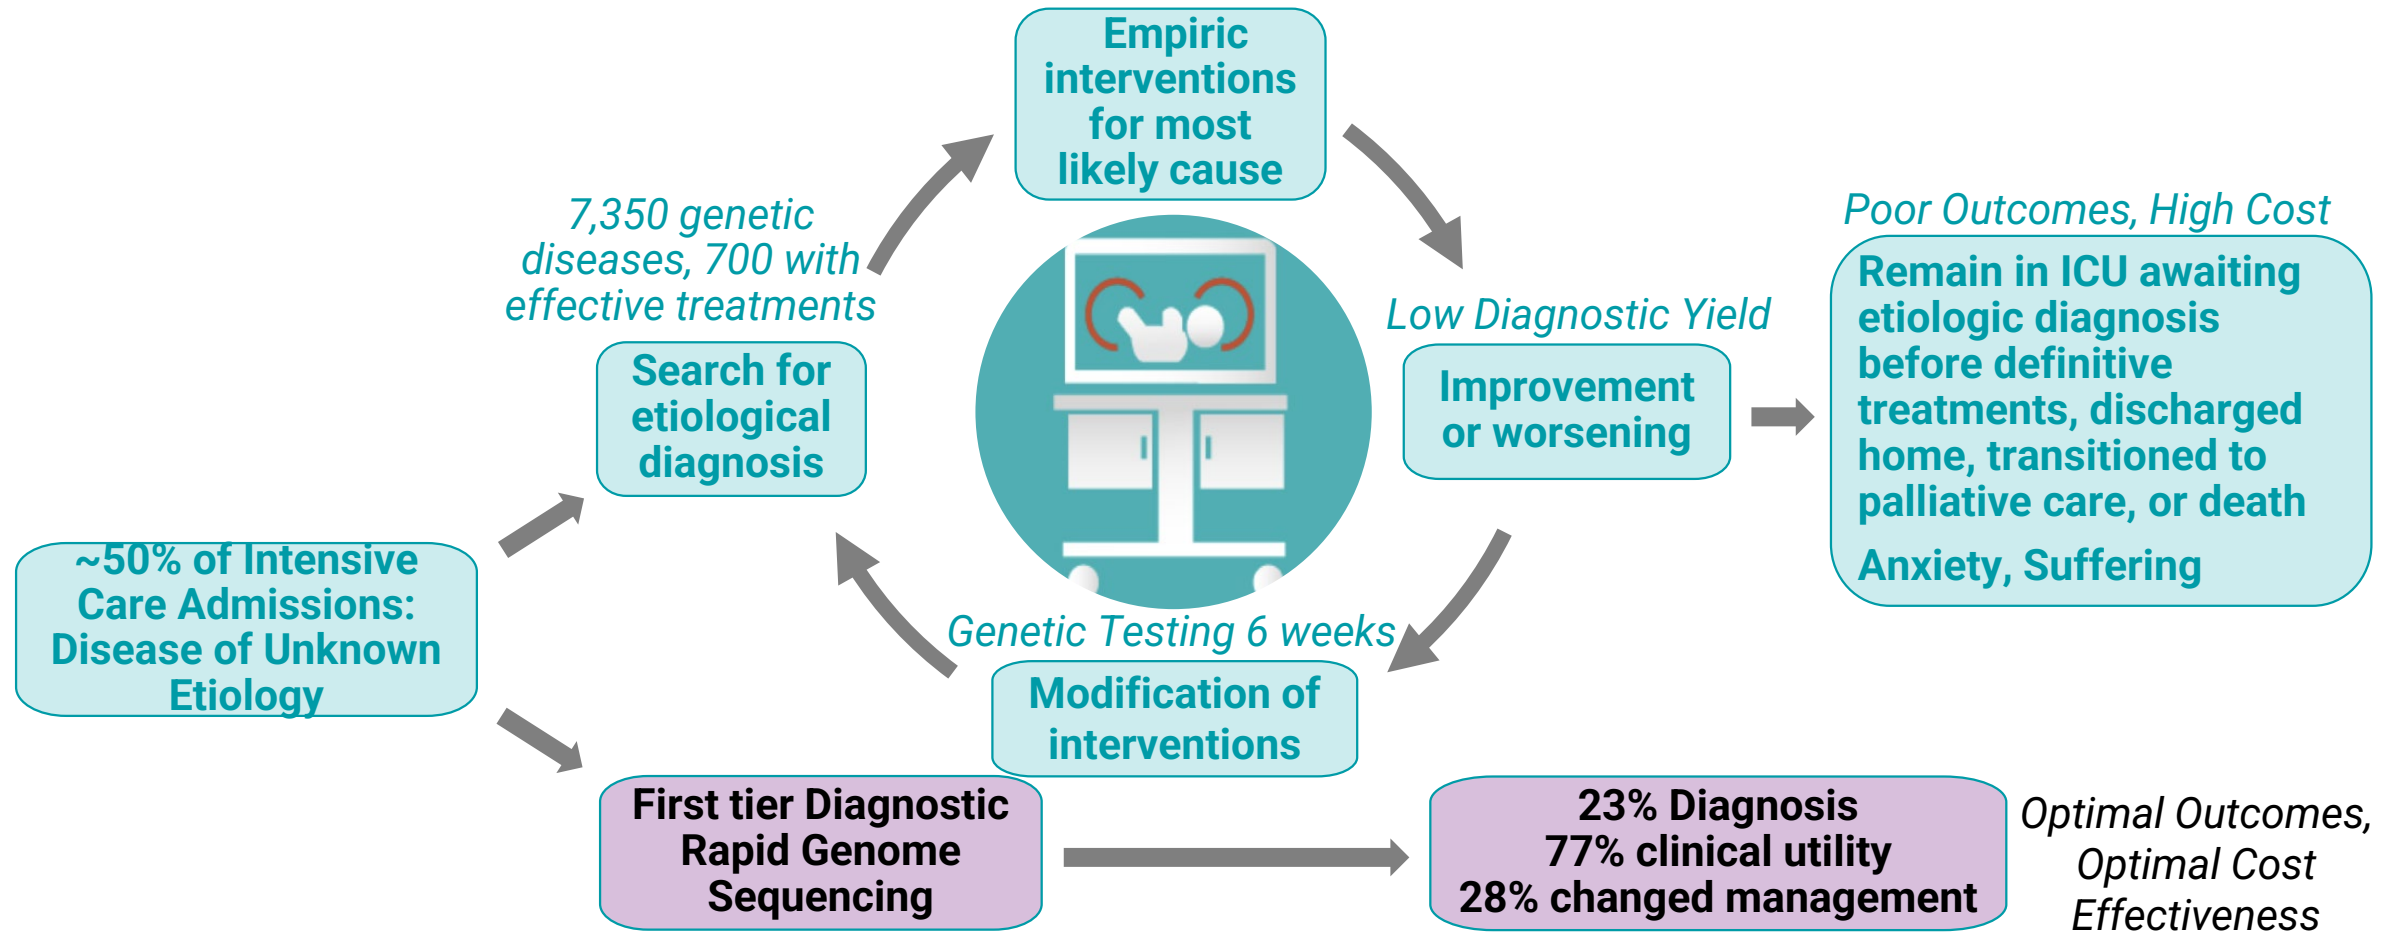 Empiric
interventions
for most
likely cause
7,350 genetic
diseases, 700 with
effective treatments
Search for
etiological
diagnosis
Low Diagnostic Yield
Improvement
or worsening
Poor Outcomes, High Cost
Remain in ICU awaiting
etiologic diagnosis
before definitive
treatments, discharged
home, transitioned to
palliative care, or death
Anxiety, Suffering
~50% of Intensive
Care Admissions:
Disease of Unknown
Etiology
Genetic Testing 6 weeks
Modification of
interventions
First tier Diagnostic
Rapid Genome
Sequencing
23% Diagnosis
77% clinical utility
28% changed management
Optimal Outcomes,
Optimal Cost
Effectiveness